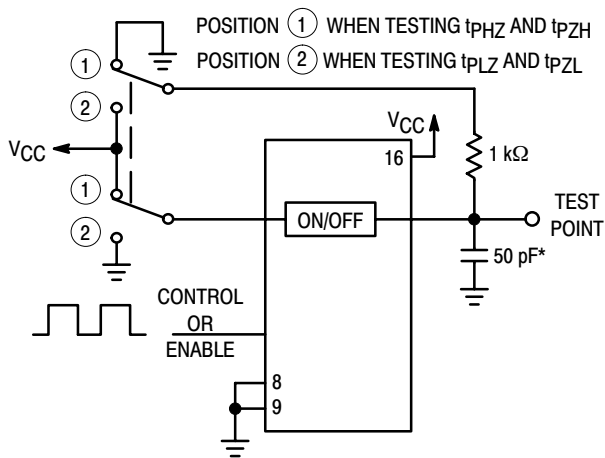 POSITION 1 WHEN TESTING tPHZ AND tPZH
POSITION 2 WHEN TESTING tPLZ AND tPZL
1
2
VCC
1
2
VCC
16
1 kΩ
ON/OFF
TEST
POINT
50 pF*
CONTROL
OR
ENABLE
8
9